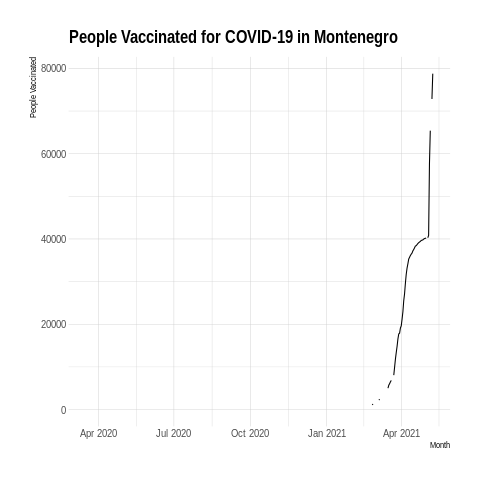 People Vaccinated for COVID-19 in Montenegro
People Vaccinated
80000
60000
40000
20000
0
Apr 2020 Jul 2020 Oct 2020 Jan 2021 Apr 2021
Month